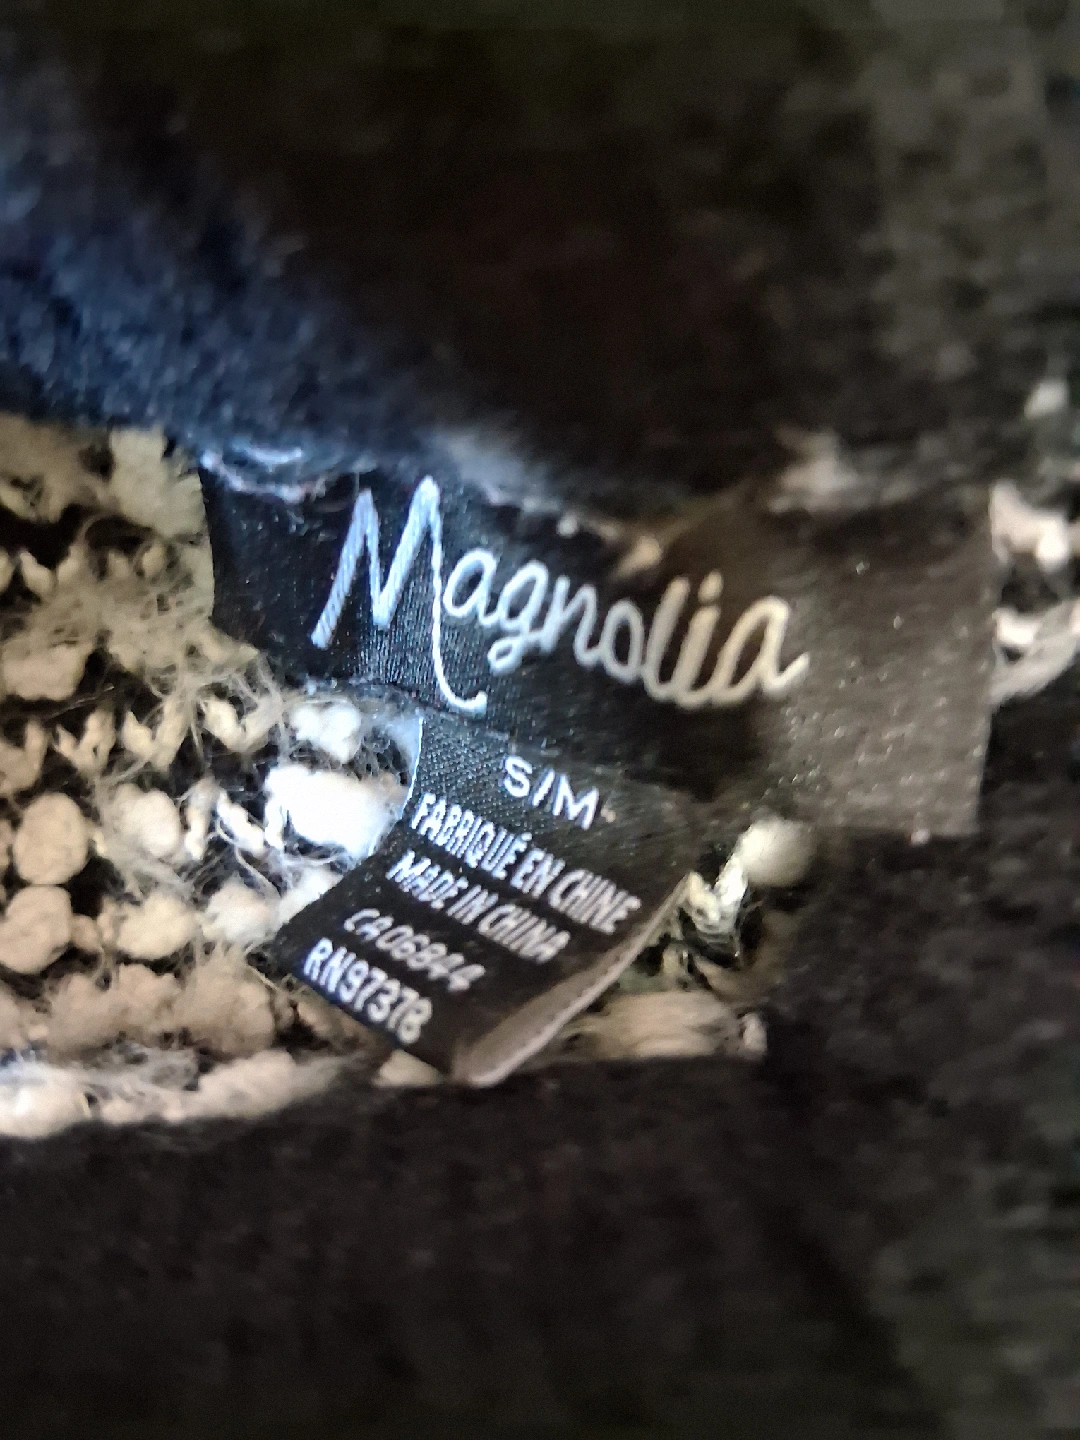 Magnolia
S/M
FABRIQUÉ EN CHINE
MADE IN CHINA
CA06844
RN97378